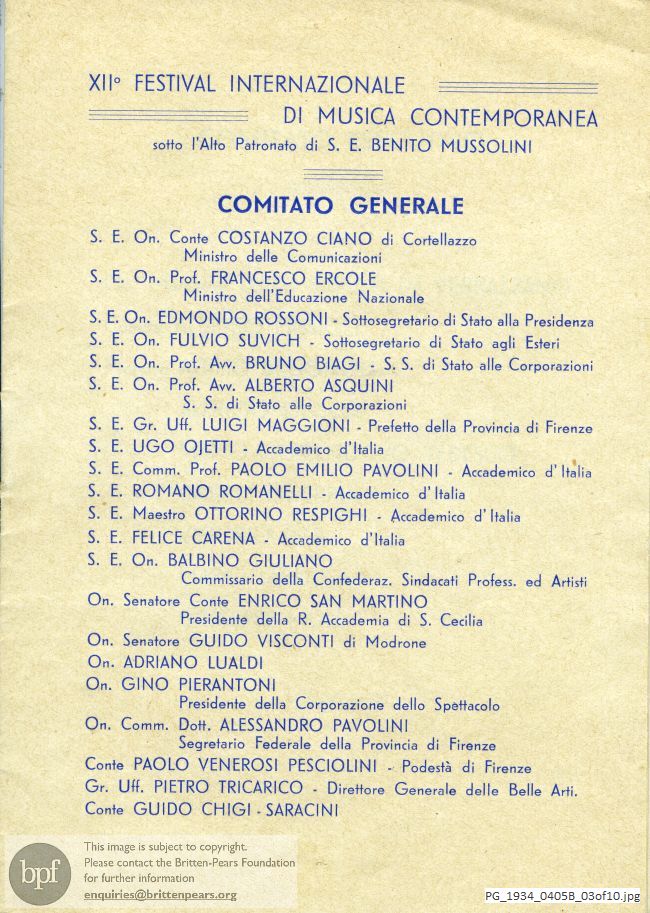 XIIº FESTIVAL INTERNAZIONALE
DI MUSICA CONTEMPORANEA
sotto l'Alto Patronato di S. E. BENITO MUSSOLINI
COMITATO GENERALE
S. E. On. Conte COSTANZO CIANO di Cortellazzo
Ministro delle Comunicazioni
S. E. On. Prof. FRANCESCO ERCOLE
Ministro dell'Educazione Nazionale
S. E. On. EDMONDO ROSSONI - Sottosegretario di Stato alla Presidenza
S. E. On. FULVIO SUVICH - Sottosegretario di Stato agli Esteri
S. E. On. Prof. Avv. BRUNO BIAGI - S. S. di Stato alle Corporazioni
S. E. On. Prof. Avv. ALBERTO ASQUINI
S. S. di Stato alle Corporazioni
S. E. Gr. Uff. LUIGI MAGGIONI - Prefetto della Provincia di Firenze
S. E. UGO OJETTI - Accademico d'Italia
S. E. Comm. Prof. PAOLO EMILIO PAVOLINI - Accademico d'Italia
S. E. ROMANO ROMANELLI - Accademico d'Italia
S. E. Maestro OTTORINO RESPIGHI - Accademico d'Italia
S. E. FELICE CARENA - Accademico d'Italia
S. E. On. BALBINO GIULIANO
Commissario della Confederaz. Sindacati Profess. ed Artisti
On. Senatore Conte ENRICO SAN MARTINO
Presidente della R. Accademia di S. Cecilia
On. Senatore GUIDO VISCONTI di Modrone
On. ADRIANO LUALDI
On. GINO PIERANTONI
Presidente della Corporazione dello Spettacolo
On. Comm. Dott. ALESSANDRO PAVOLINI
Segretario Federale della Provincia di Firenze
Conte PAOLO VENEROSI PESCIOLINI - Podestà di Firenze
Gr. Uff. PIETRO TRICARICO - Direttore Generale delle Belle Arti.
Conte GUIDO CHIGI - SARACINI
bpf
This image is subject to copyright.
Please contact the Britten-Pears Foundation
for further information
enquiries@brittenpears.org
PG_1934_0405B_03of10.jpg